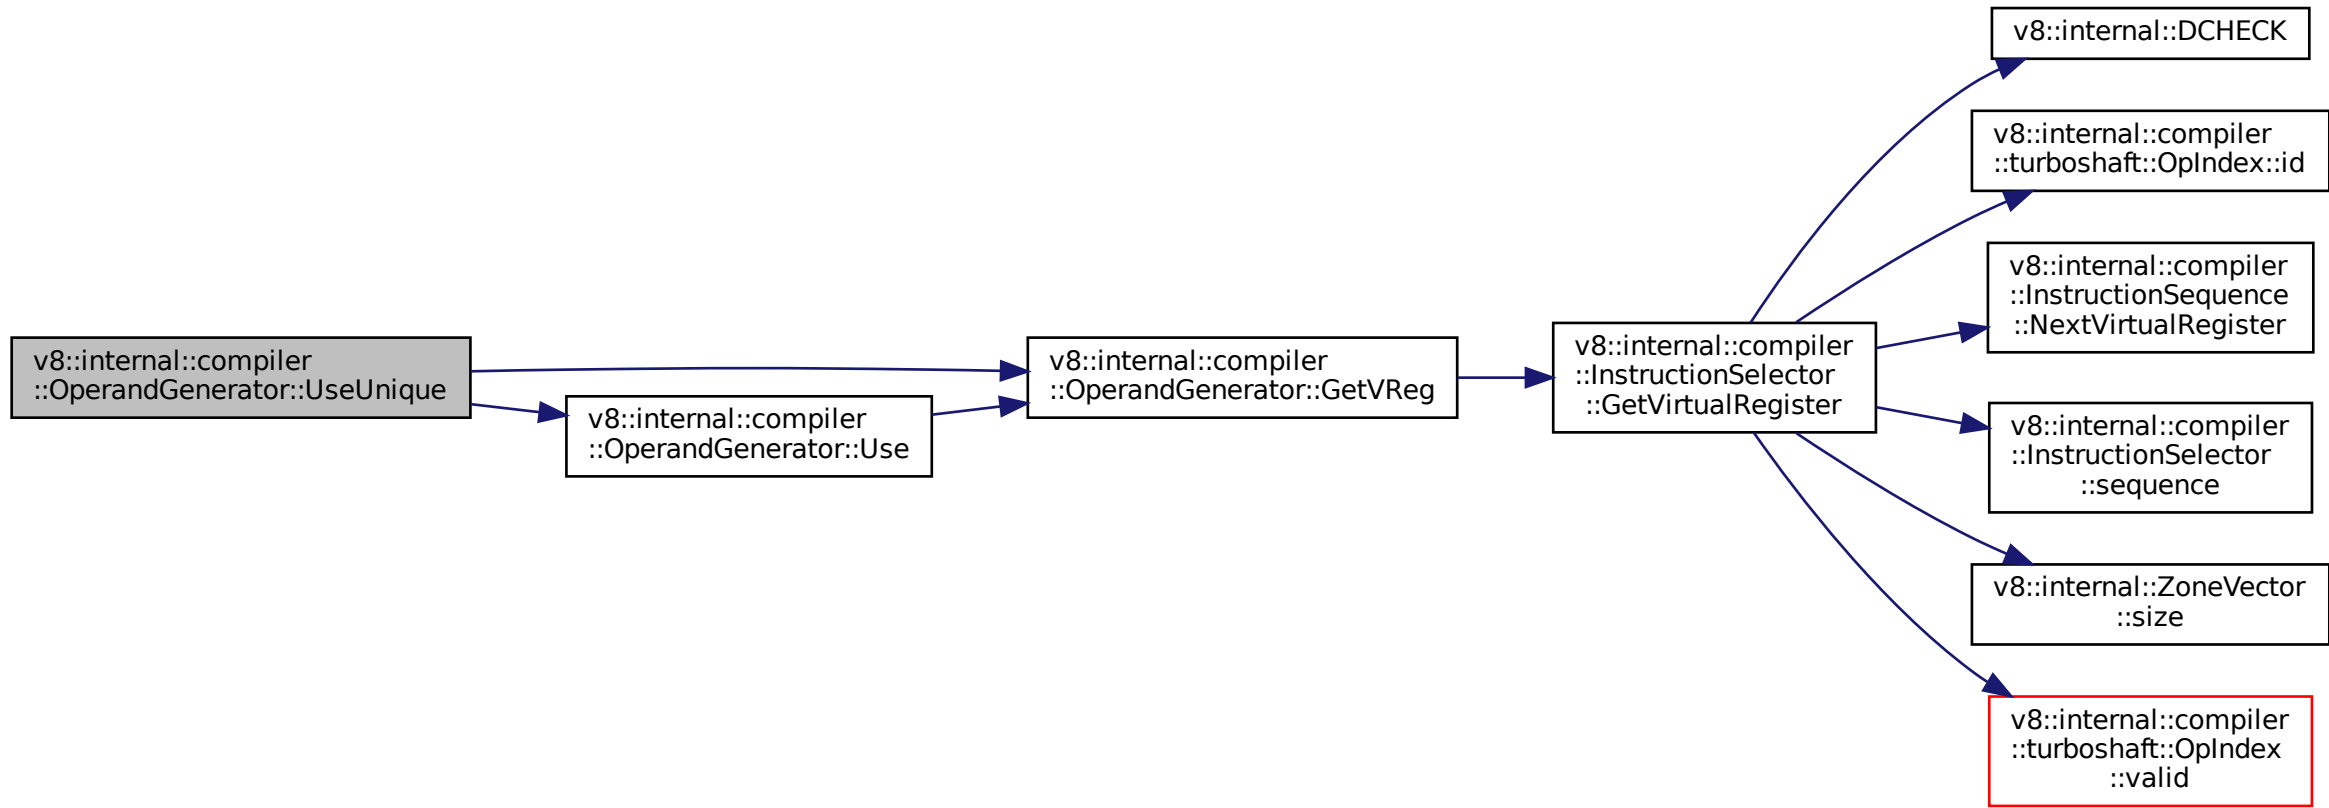 v8::internal::compiler
::OperandGenerator::UseUnique
v8::internal::compiler
::OperandGenerator::Use
v8::internal::compiler
::OperandGenerator::GetVReg
v8::internal::compiler
::InstructionSelector
::GetVirtualRegister
v8::internal::DCHECK
v8::internal::compiler
::turboshaft::OpIndex::id
v8::internal::compiler
::InstructionSequence
::NextVirtualRegister
v8::internal::compiler
::InstructionSelector
::sequence
v8::internal::ZoneVector
::size
v8::internal::compiler
::turboshaft::OpIndex
::valid